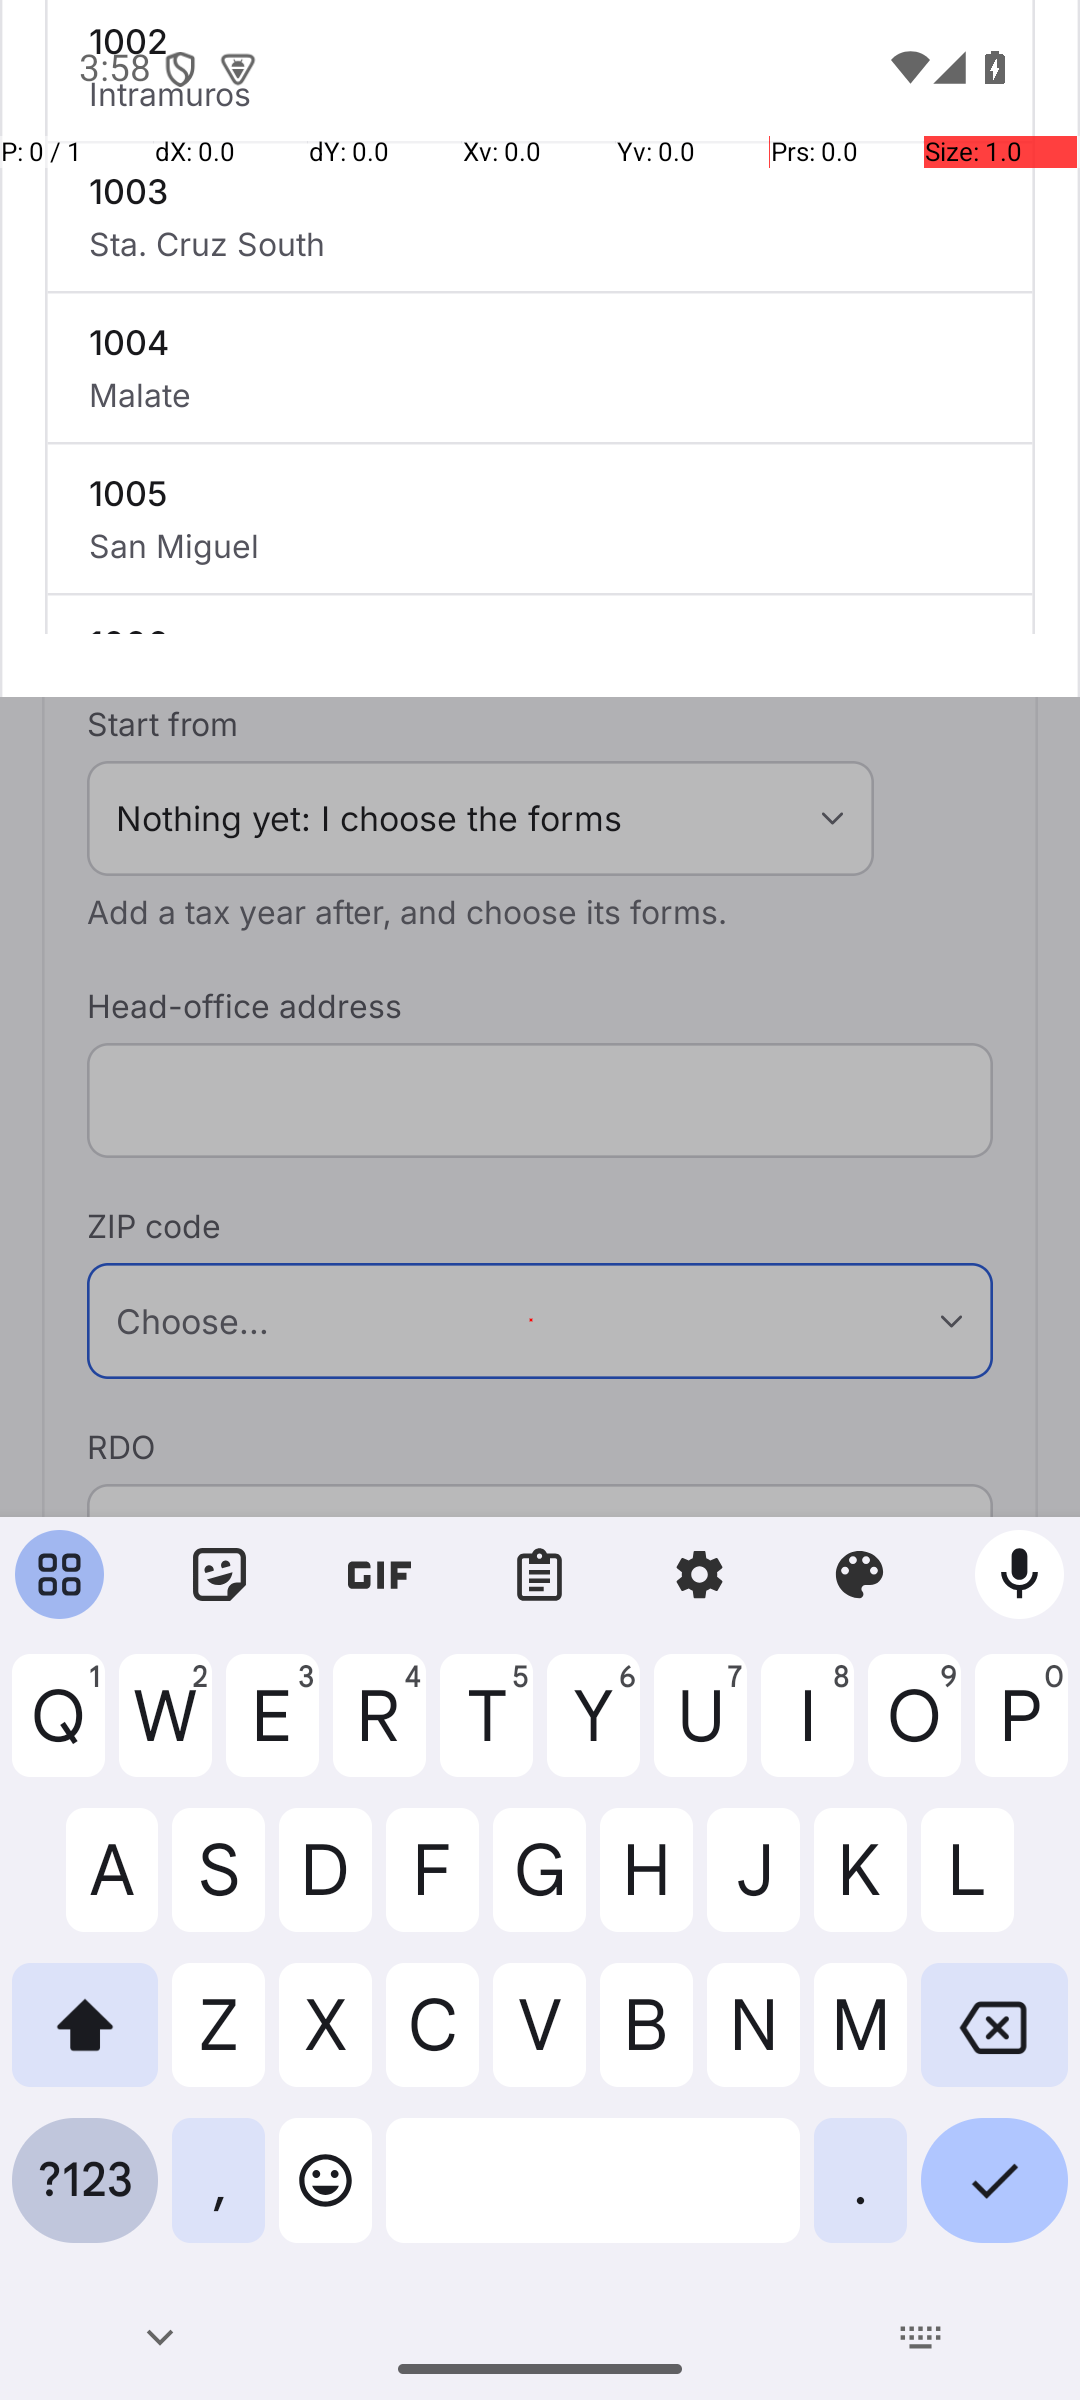 1002
3:58
Intramuros
P: 0 / 1 dX: 0.0 dY: 0.0 Xv: 0.0 Yv: 0.0 Prs: 0.0 Size: 1.0
1003
Sta. Cruz South
1004
Malate
1005
San Miguel
Start from
Nothing yet: I choose the forms
Add a tax year after, and choose its forms.
Head-office address
ZIP code
Choose...
RDO
GIF
Q 1 W 2 E 3 R 4 T 5 Y 6 U 7 I 8 O 9 P 0
A S D F G H J K L
Z X C V B N M
?123 , .